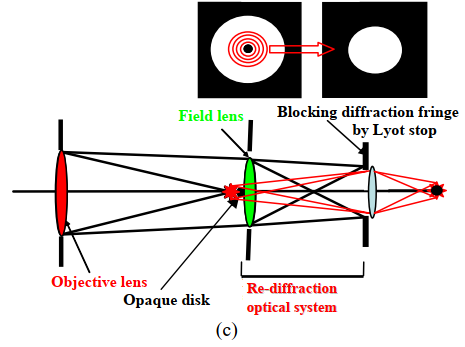 Field lens
Blocking diffraction fringe
by Lyot stop
Objective lens
Opaque disk
Re-diffraction
optical system
(c)